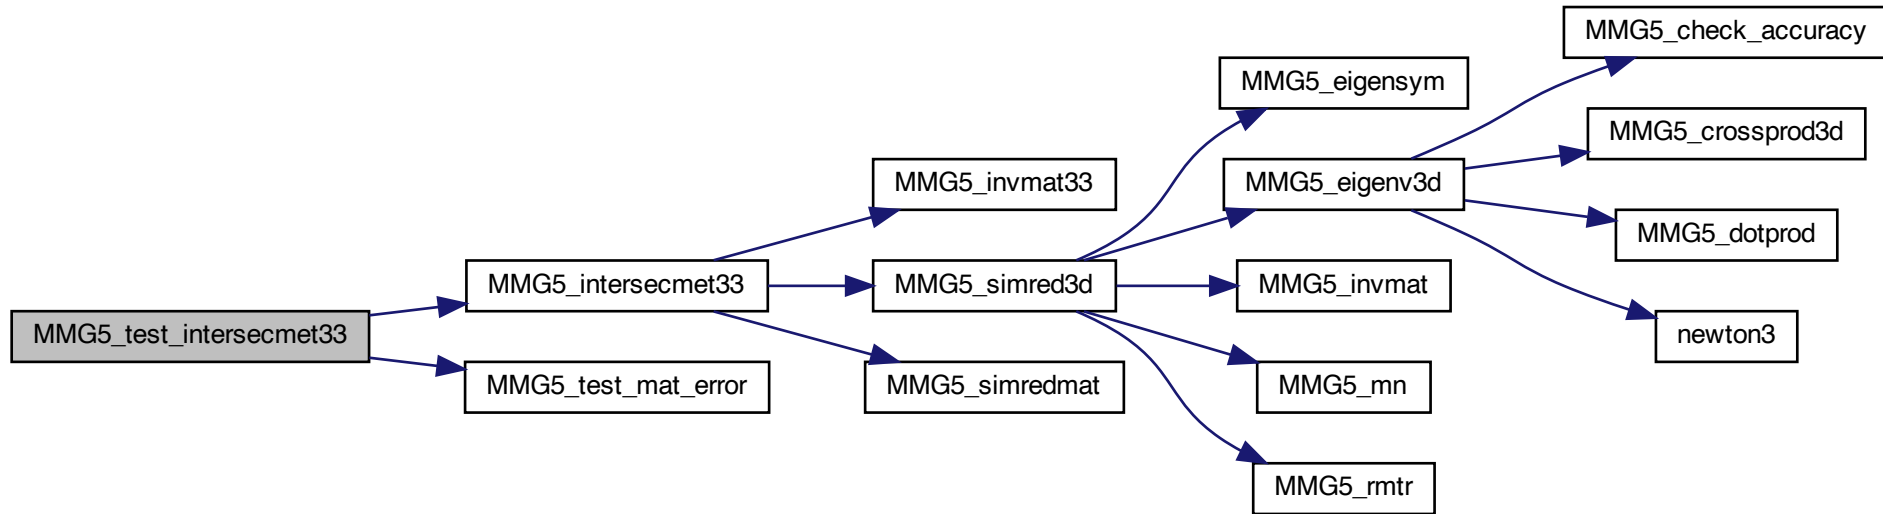 MMG5_test_intersecmet33
MMG5_intersecmet33
MMG5_test_mat_error
MMG5_invmat33
MMG5_simred3d
MMG5_simredmat
MMG5_eigensym
MMG5_eigenv3d
MMG5_invmat
MMG5_mn
MMG5_rmtr
MMG5_check_accuracy
MMG5_crossprod3d
MMG5_dotprod
newton3